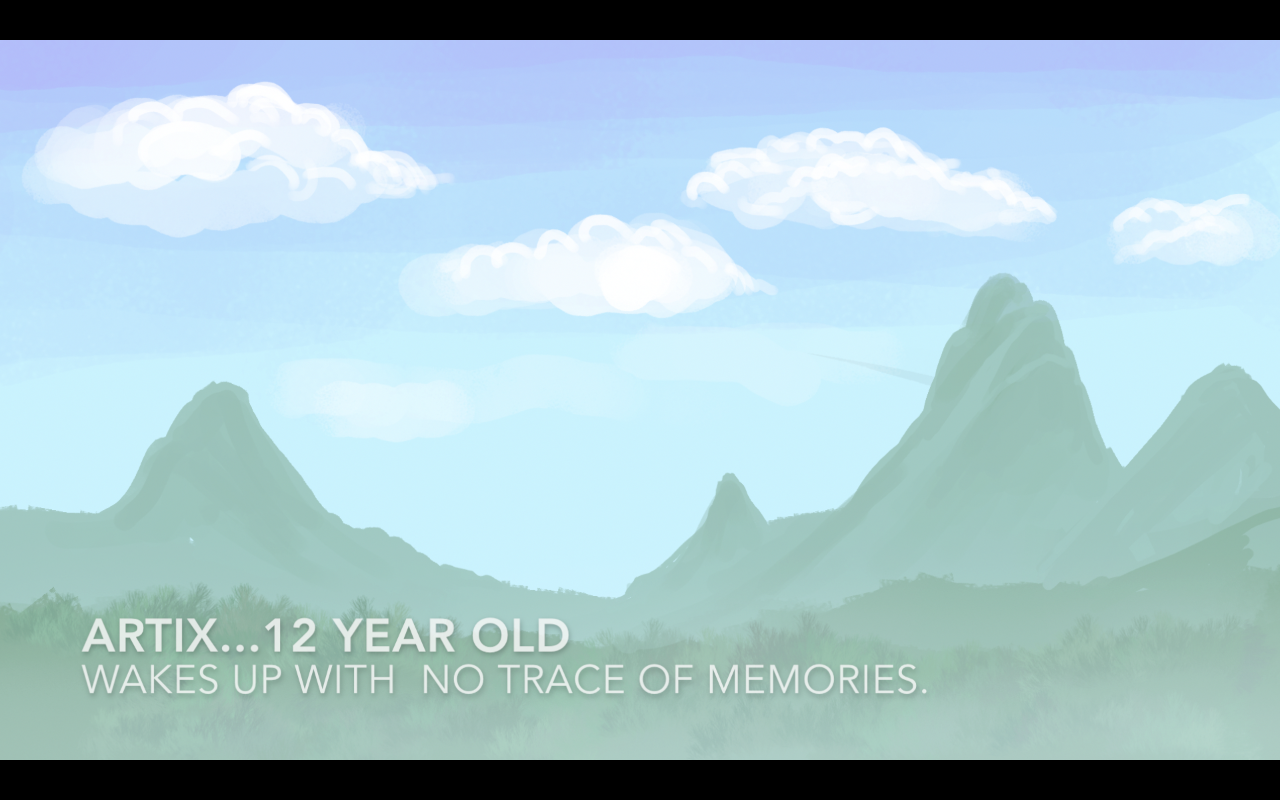 ARTIX...12 YEAR OLD
WAKES UP WITH  NO TRACE OF MEMORIES.